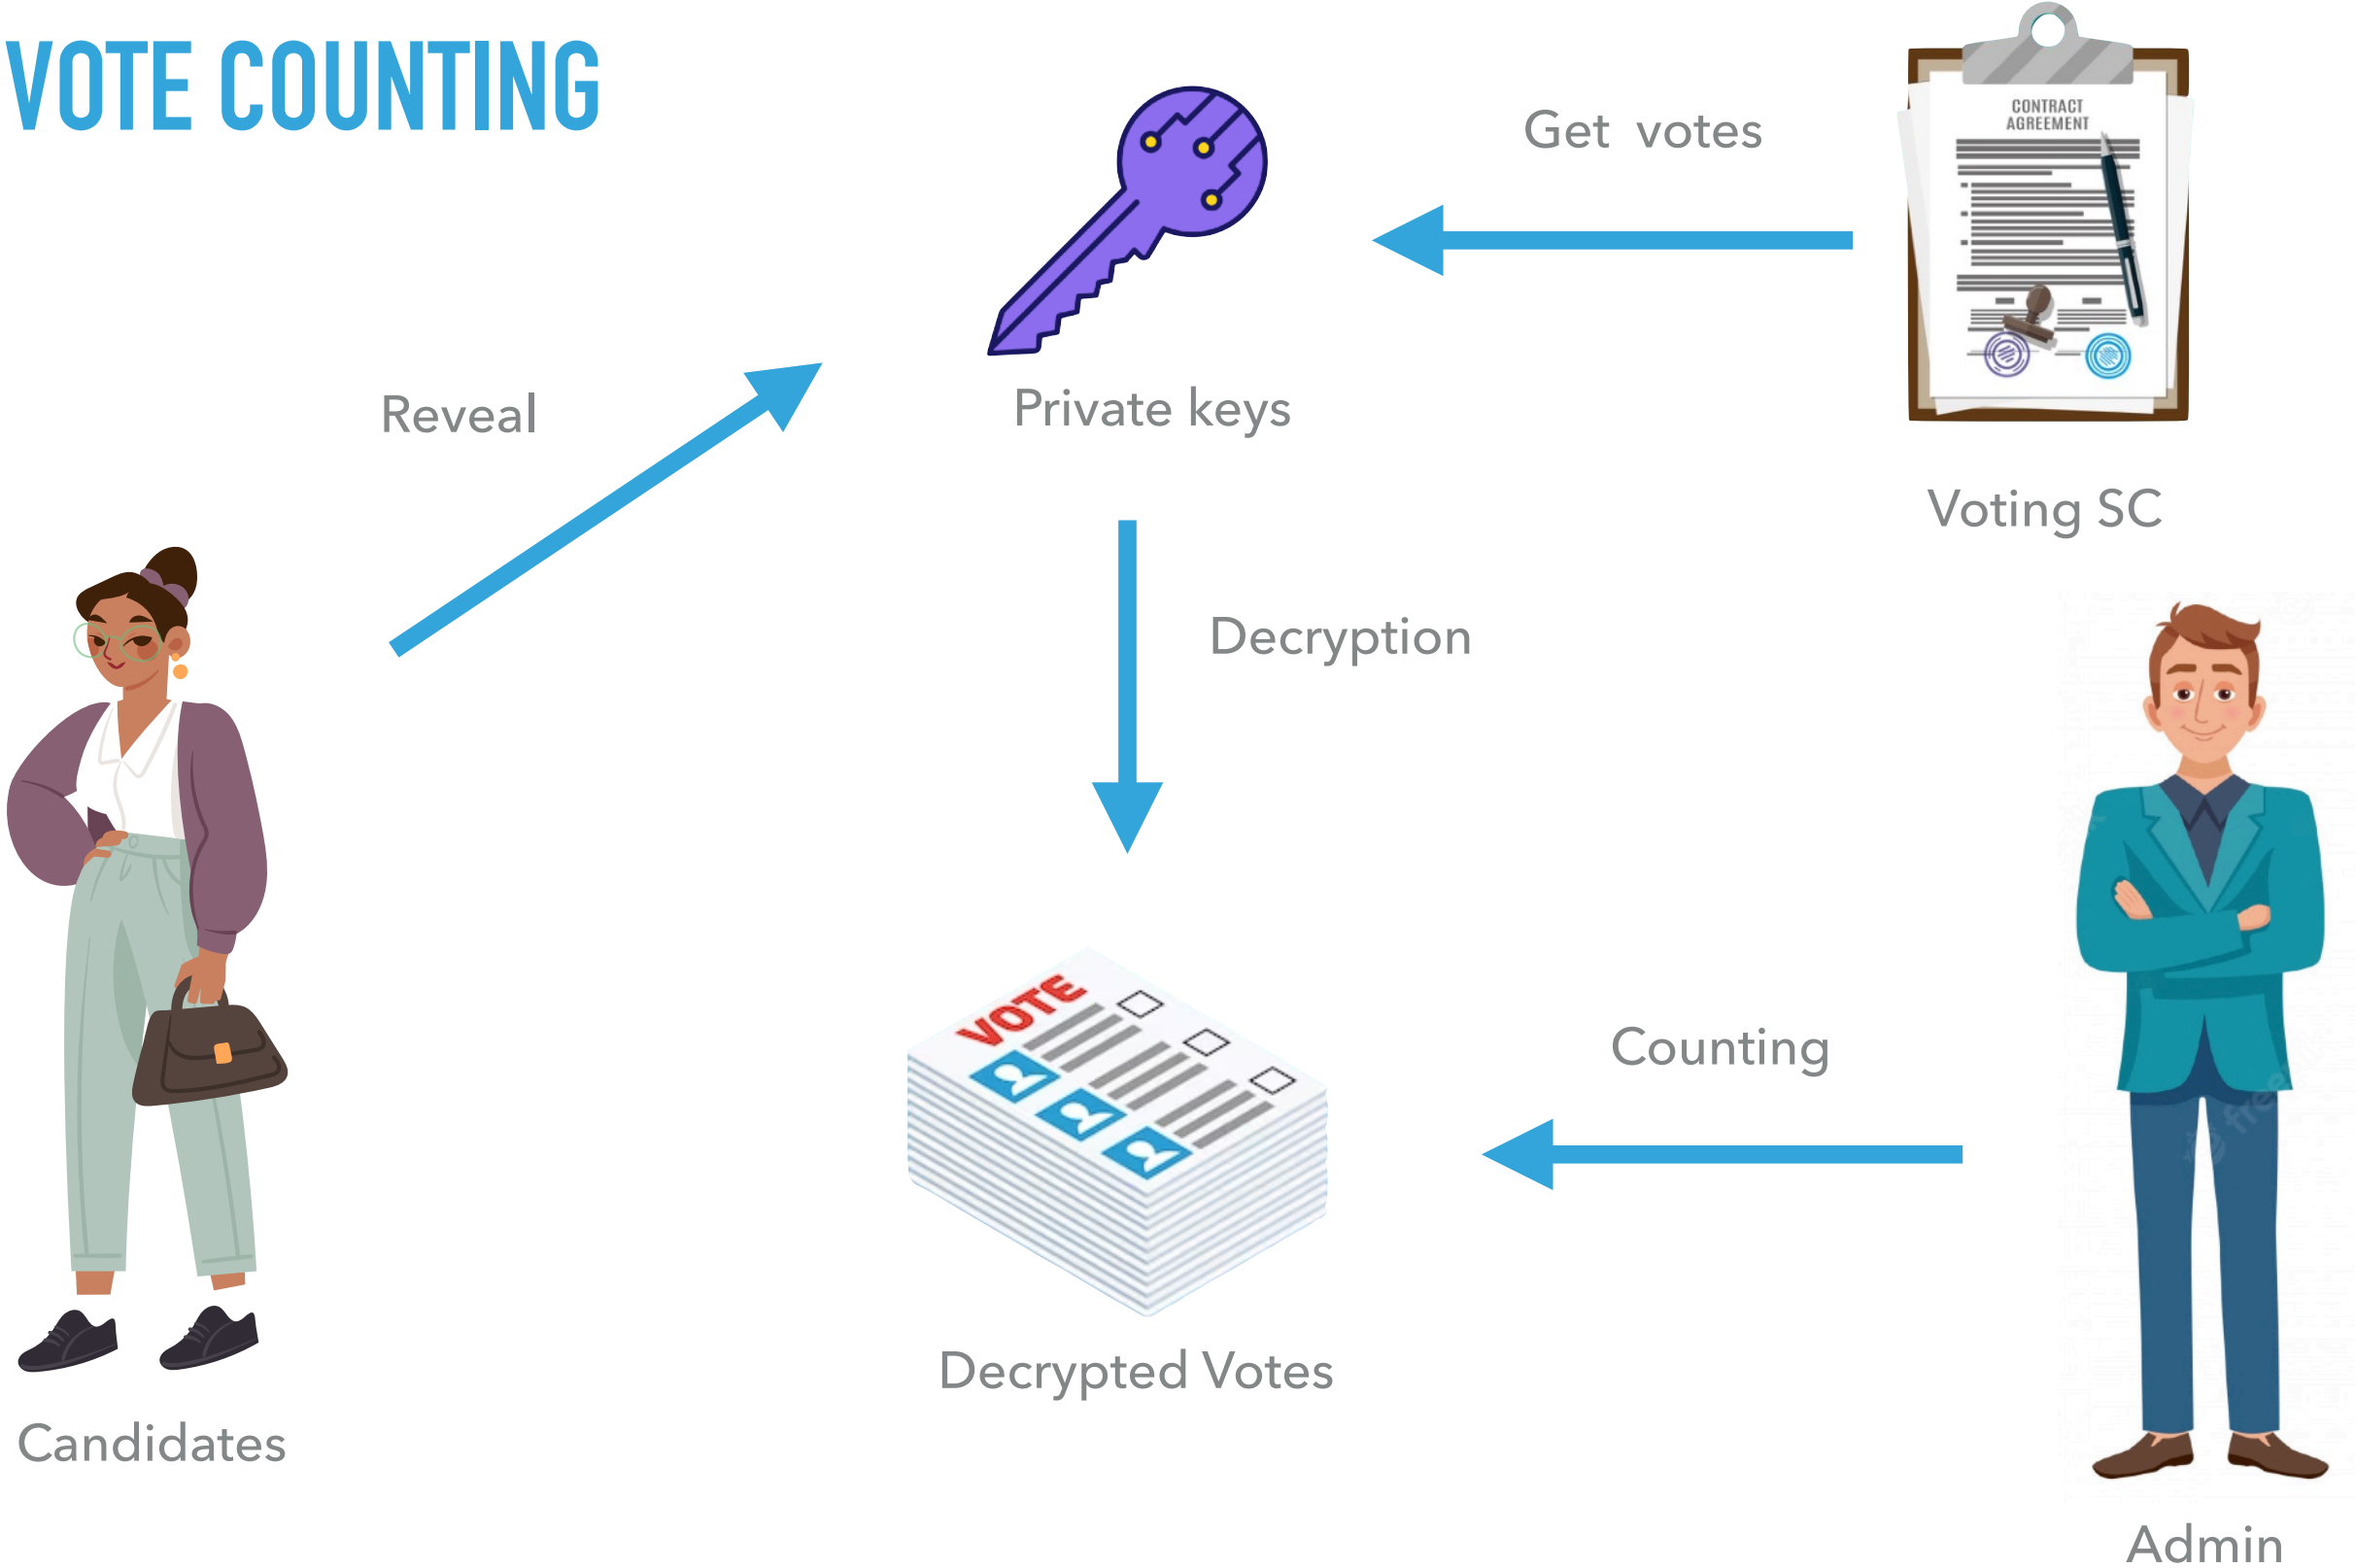 VOTE COUNTING
Get votes
CONTRACT
AGREEMENT
Reveal
Private keys
Voting SC
Decryption
VOTE
Counting
Decrypted Votes
Candidates
Admin